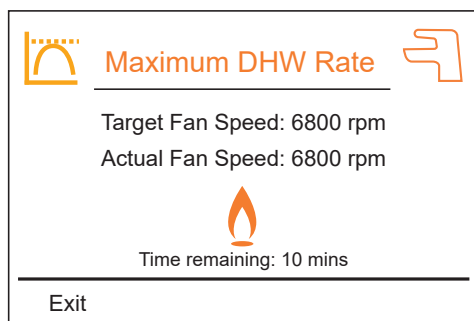 Maximum DHW Rate
Target Fan Speed: 6800 rpm
Actual Fan Speed: 6800 rpm
Time remaining: 10 mins
Exit